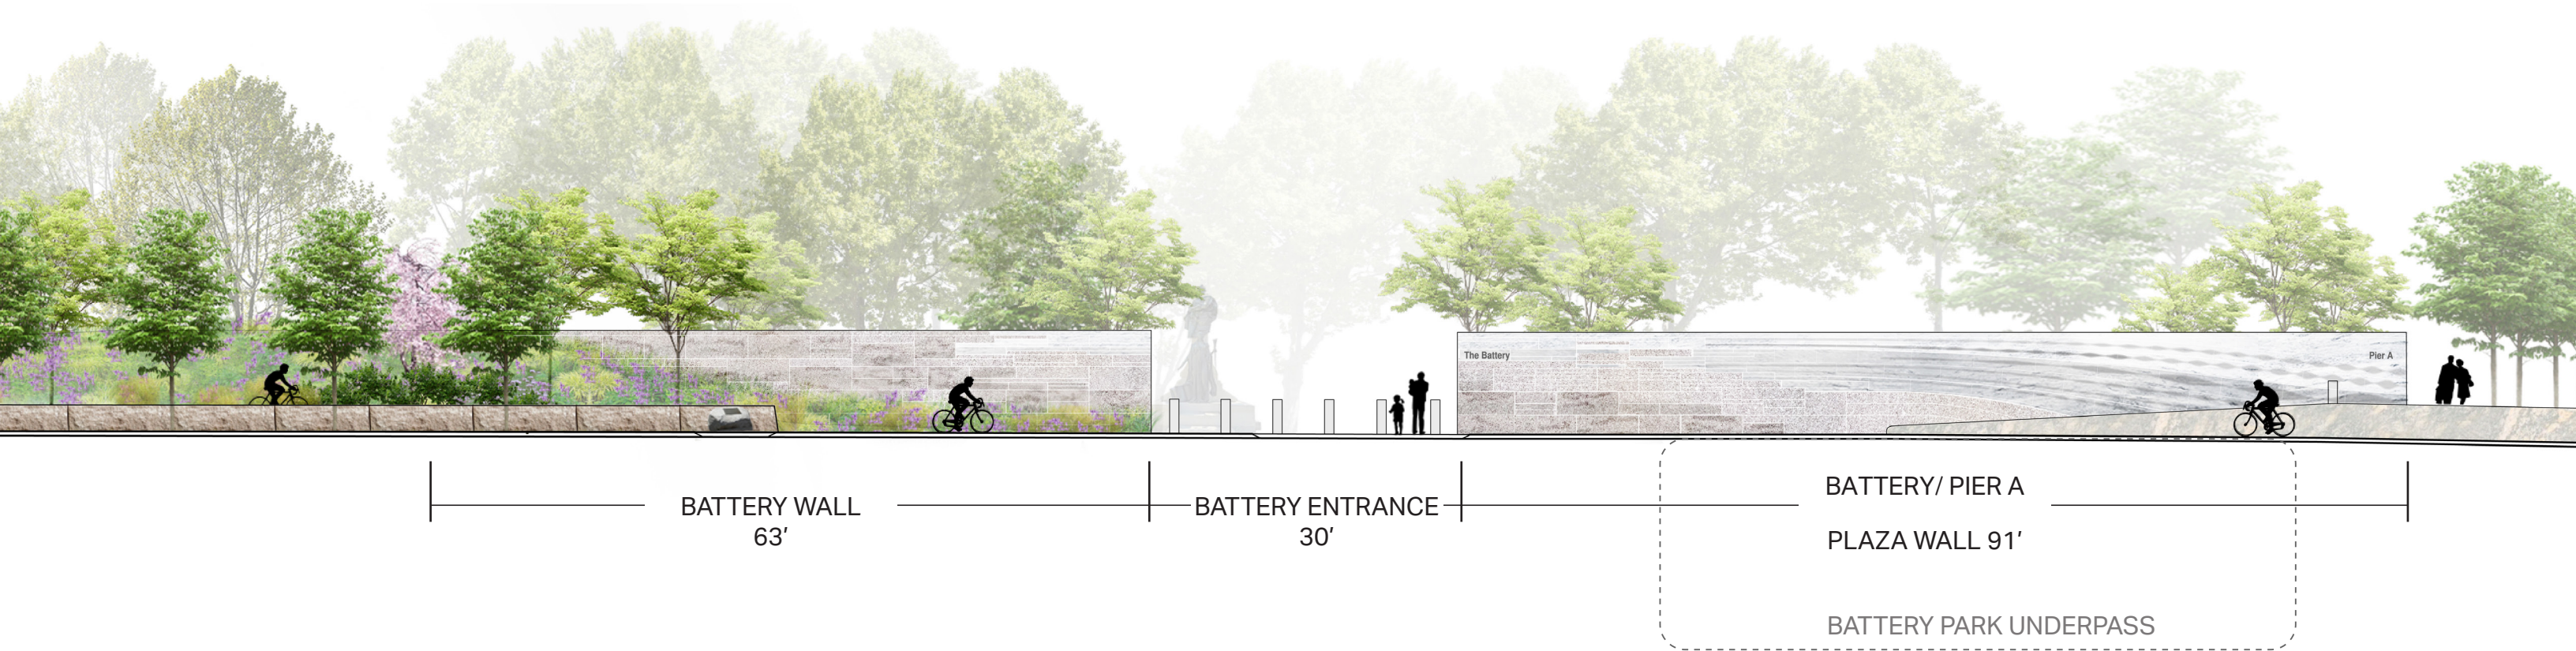 The Battery
Pier A
BATTERY WALL
63′
BATTERY ENTRANCE
30′
BATTERY/ PIER A
PLAZA WALL 91′
BATTERY PARK UNDERPASS